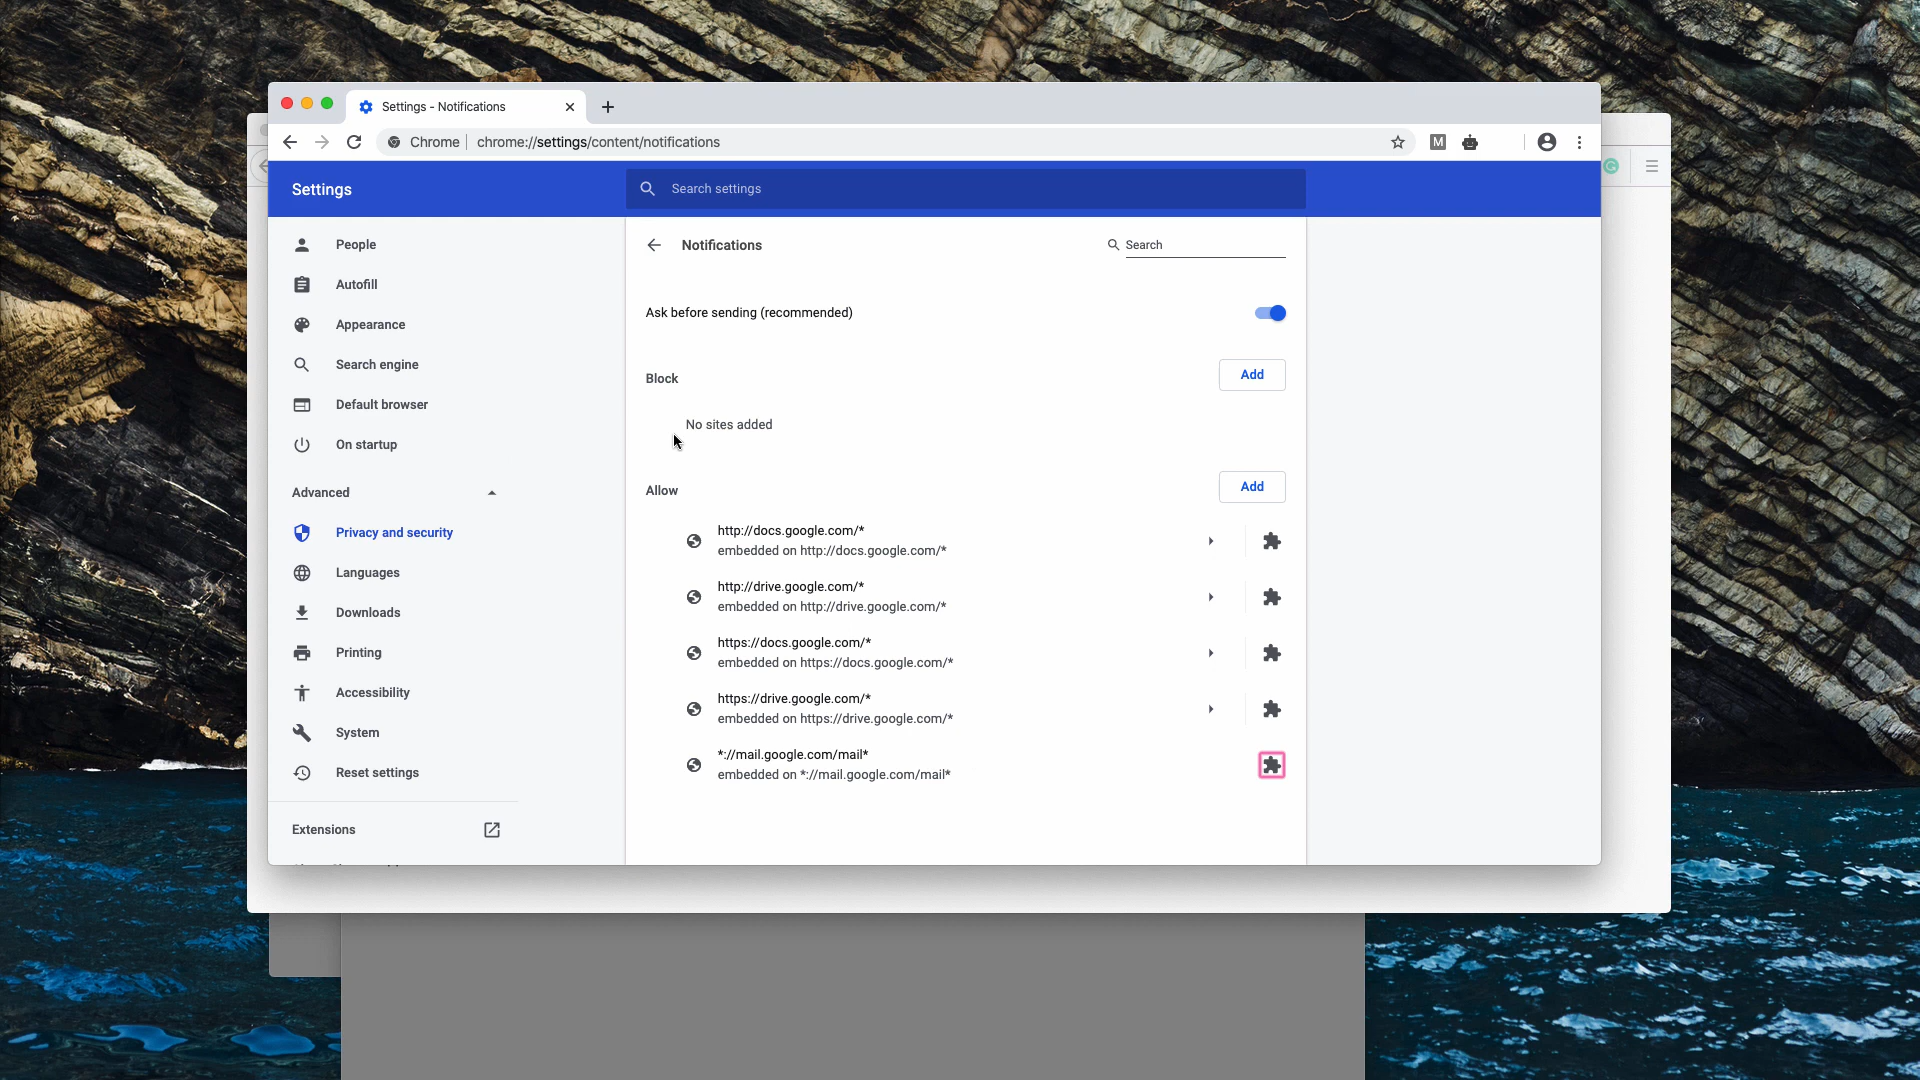 Settings - Notifications
Chrome
chrome://settings/content/notifications
M
G
Settings
Search settings
People
Autofill
Appearance
Search engine
Default browser
On startup
Advanced
Privacy and security
Languages
Downloads
Printing
Accessibility
System
Reset settings
Extensions
Notifications
Search
Ask before sending (recommended)
Block
Add
No sites added
Allow
Add
http://docs.google.com/*
embedded on http://docs.google.com/*
http://drive.google.com/*
embedded on http://drive.google.com/*
https://docs.google.com/*
embedded on https://docs.google.com/*
https://drive.google.com/*
embedded on https://drive.google.com/*
*://mail.google.com/mail*
embedded on *://mail.google.com/mail*